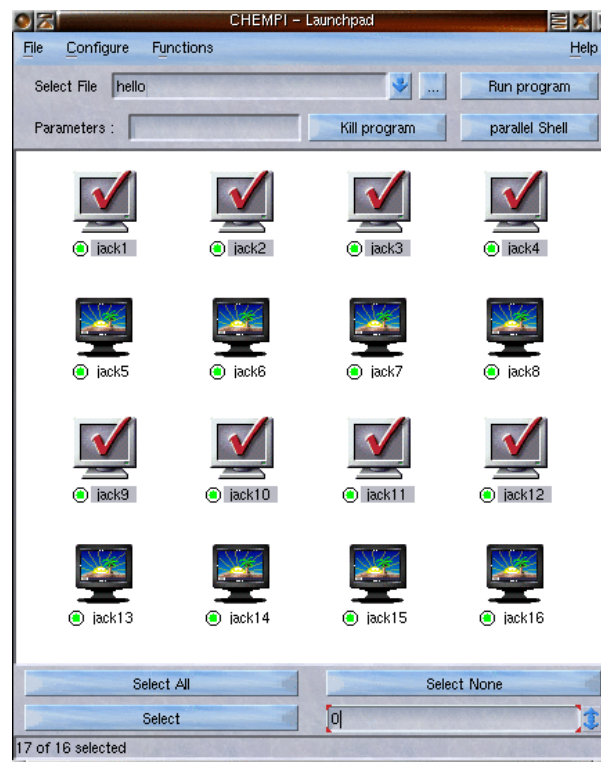 CHEMPI – Launchpad
File Configure Functions Help
Select File hello ... Run program
Parameters : Kill program parallel Shell
jack1 jack2 jack3 jack4
jack5 jack6 jack7 jack8
jack9 jack10 jack11 jack12
jack13 jack14 jack15 jack16
Select All Select None
Select 0
17 of 16 selected